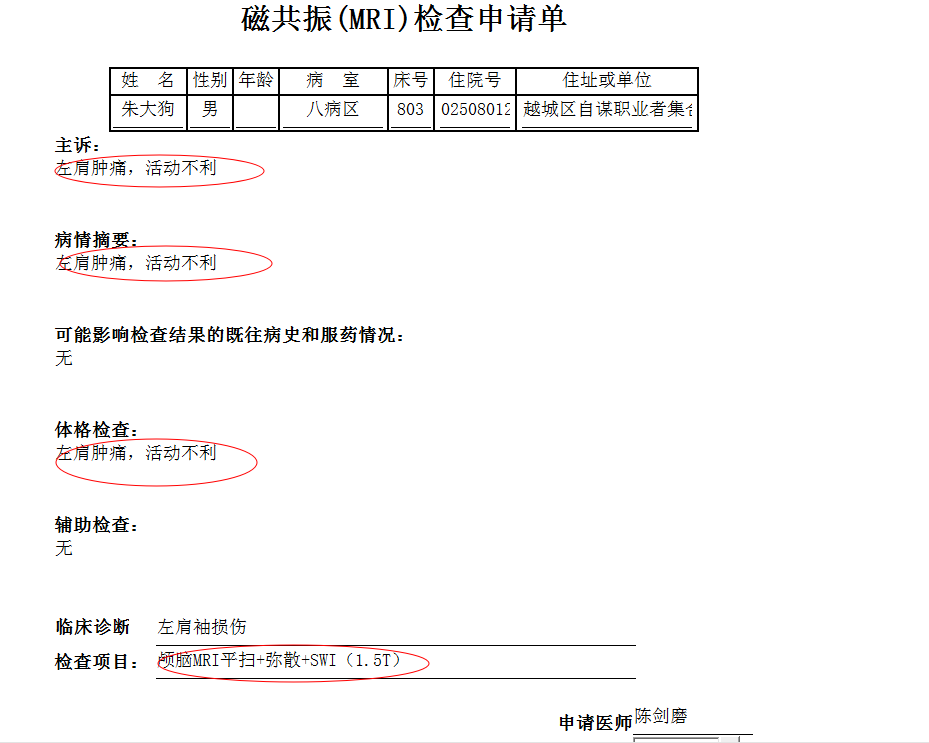 磁共振(MRI)检查申请单
姓 名 性别 年龄 病 室 床号 住院号 住址或单位
朱大狗 男 八病区 803 02508012 越城区自谋职业者集合
主诉：
左肩肿痛，活动不利
病情摘要：
左肩肿痛，活动不利
可能影响检查结果的既往病史和服药情况：
无
体格检查：
左肩肿痛，活动不利
辅助检查：
无
临床诊断 左肩袖损伤
检查项目： 颅脑MRI平扫+弥散+SWI（1.5T）
申请医师 陈剑磨